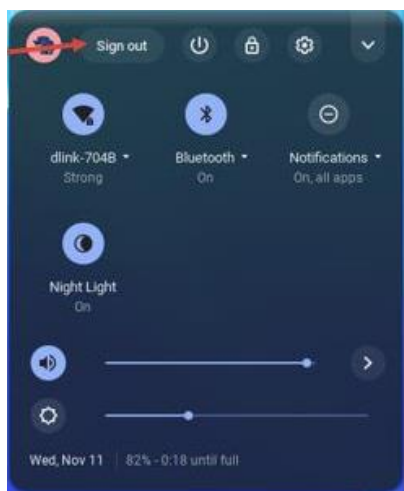 Sign out
dlink-704B Bluetooth Notifications
Strong On On, all apps
Night Light
On
Wed, Nov 11 | 82% - 0:18 until full